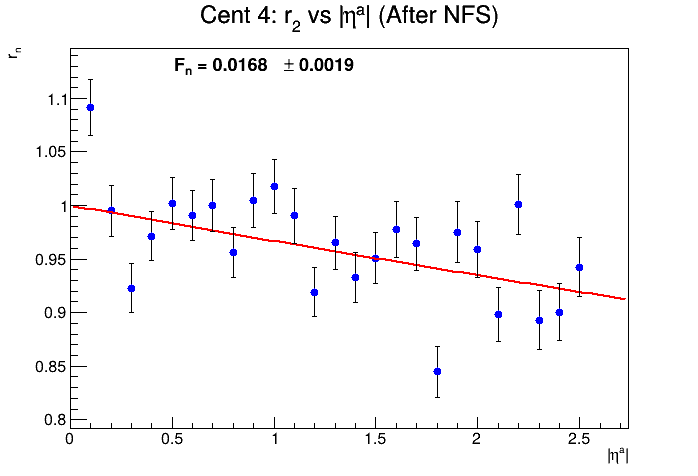 Cent 4: r2 vs |ηa| (After NFS)
rn
Fn = 0.0168 ± 0.0019
1.1
1.05
1
0.95
0.9
0.85
0.8
0 0.5 1 1.5 2 2.5
|ηa|